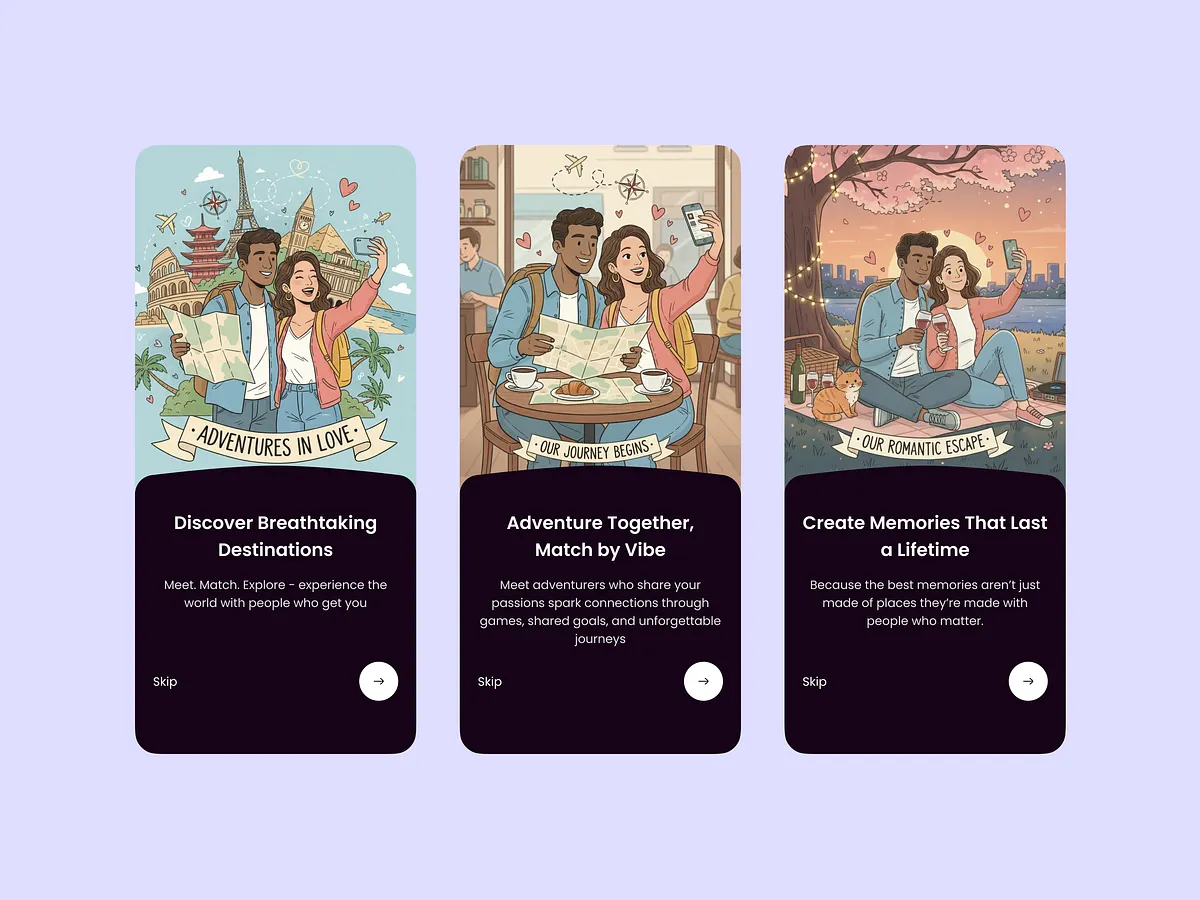 · ADVENTURES IN LOVE ·
Discover Breathtaking
Destinations
Meet. Match. Explore - experience the
world with people who get you
Skip
· OUR JOURNEY BEGINS ·
Adventure Together,
Match by Vibe
Meet adventurers who share your
passions spark connections through
games, shared goals, and unforgettable
journeys
Skip
· OUR ROMANTIC ESCAPE ·
Create Memories That Last
a Lifetime
Because the best memories aren’t just
made of places they’re made with
people who matter.
Skip